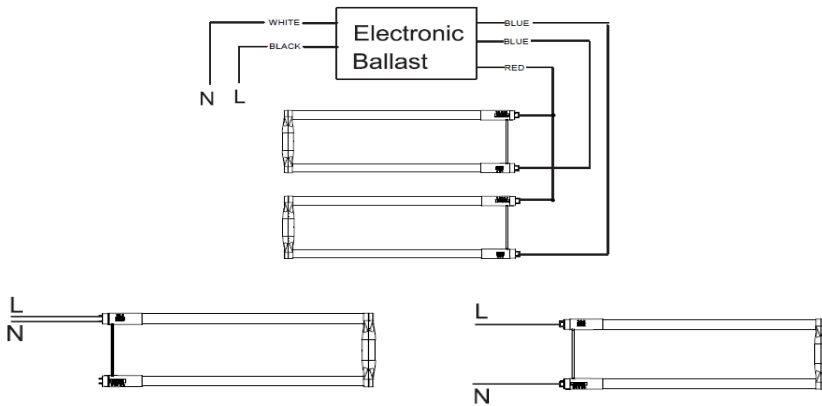 WHITE
BLACK
Electronic
Ballast
BLUE
BLUE
RED
N L
L
N
L
N